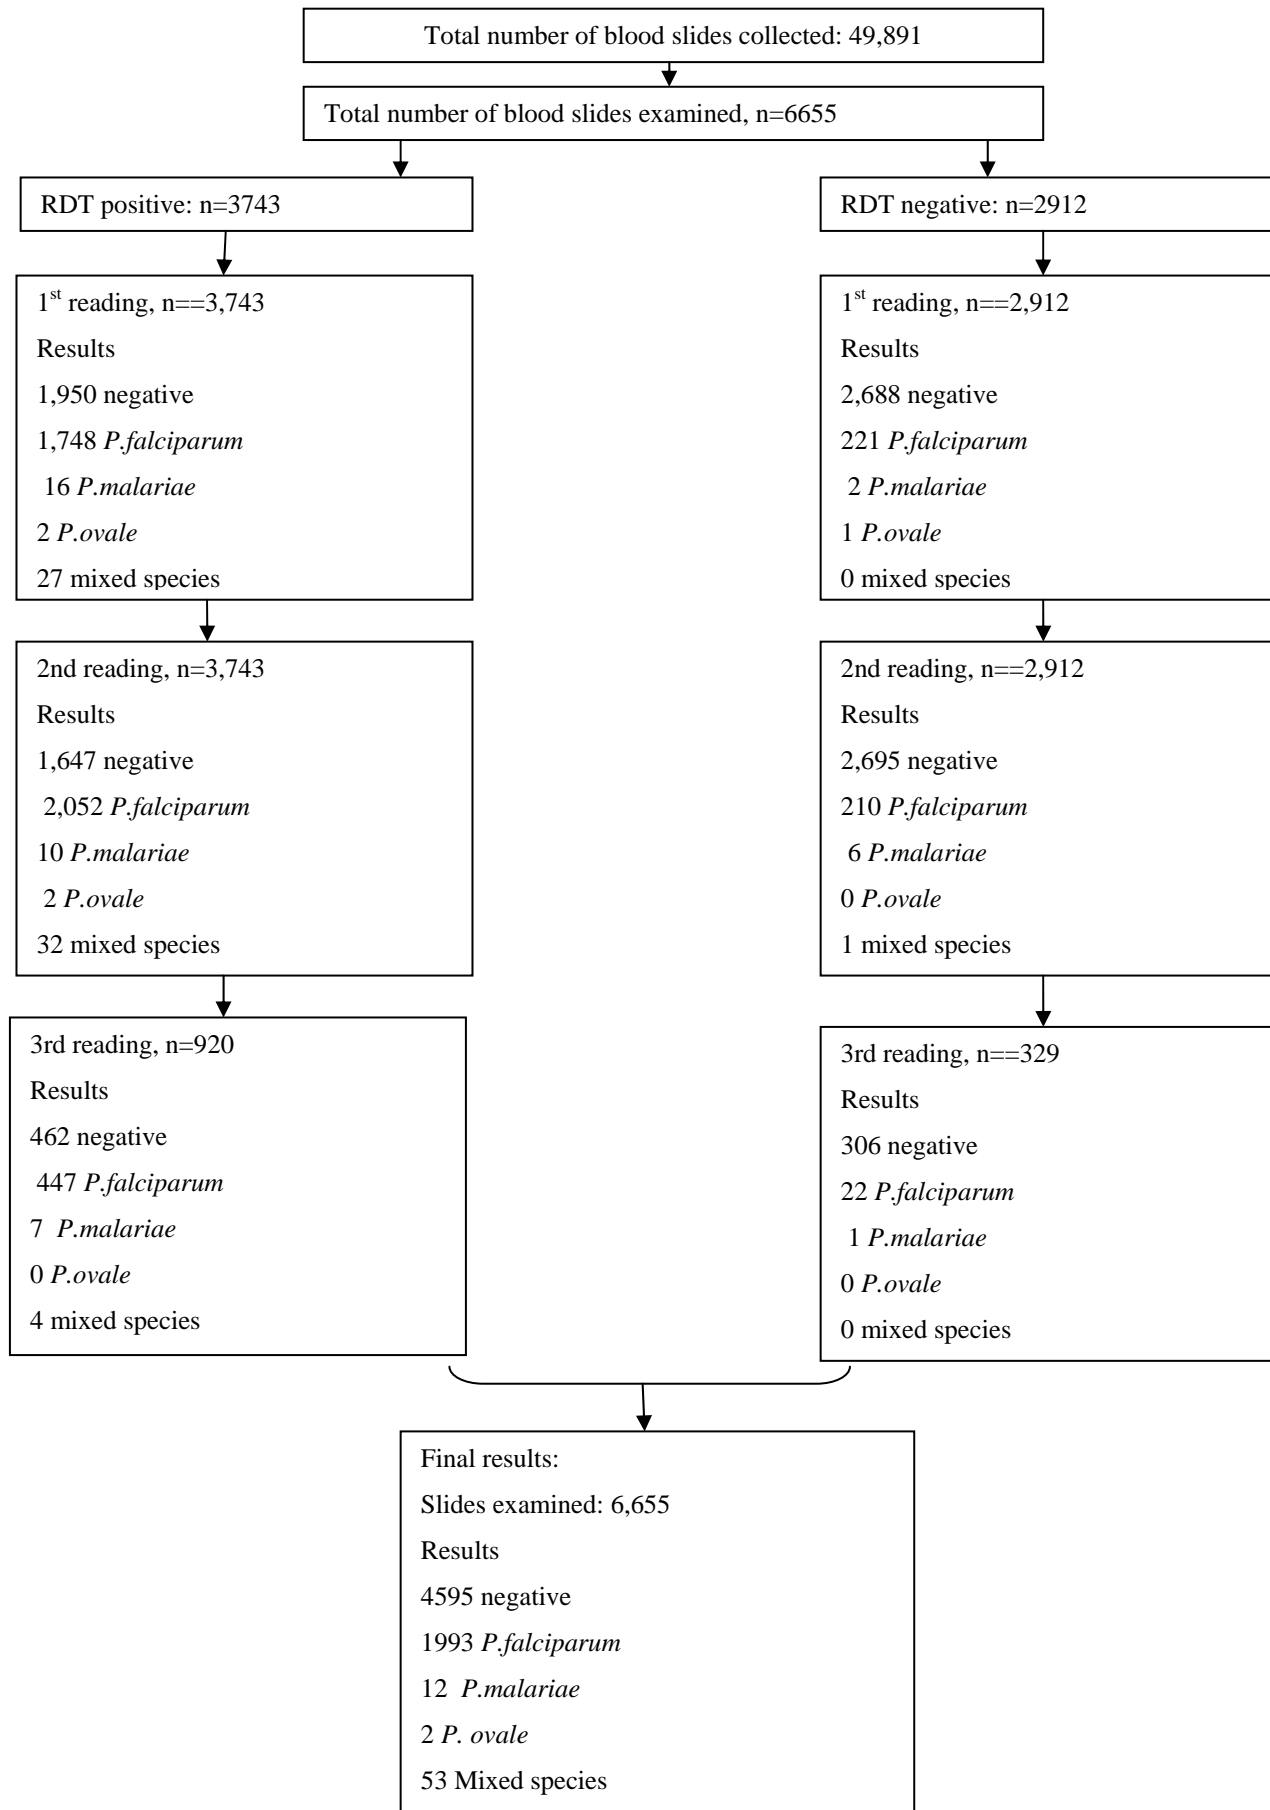 Total number of blood slides collected: 49,891
Total number of blood slides examined, n=6655
RDT positive: n=3743
RDT negative: n=2912
1st reading, n==3,743
Results
1,950 negative
1,748 P.falciparum
16 P.malariae
2 P.ovale
27 mixed species
1st reading, n==2,912
Results
2,688 negative
221 P.falciparum
2 P.malariae
1 P.ovale
0 mixed species
2nd reading, n=3,743
Results
1,647 negative
2,052 P.falciparum
10 P.malariae
2 P.ovale
32 mixed species
2nd reading, n==2,912
Results
2,695 negative
210 P.falciparum
6 P.malariae
0 P.ovale
1 mixed species
3rd reading, n=920
Results
462 negative
447 P.falciparum
7 P.malariae
0 P.ovale
4 mixed species
3rd reading, n==329
Results
306 negative
22 P.falciparum
1 P.malariae
0 P.ovale
0 mixed species
Final results:
Slides examined: 6,655
Results
4595 negative
1993 P.falciparum
12 P.malariae
2 P. ovale
53 Mixed species